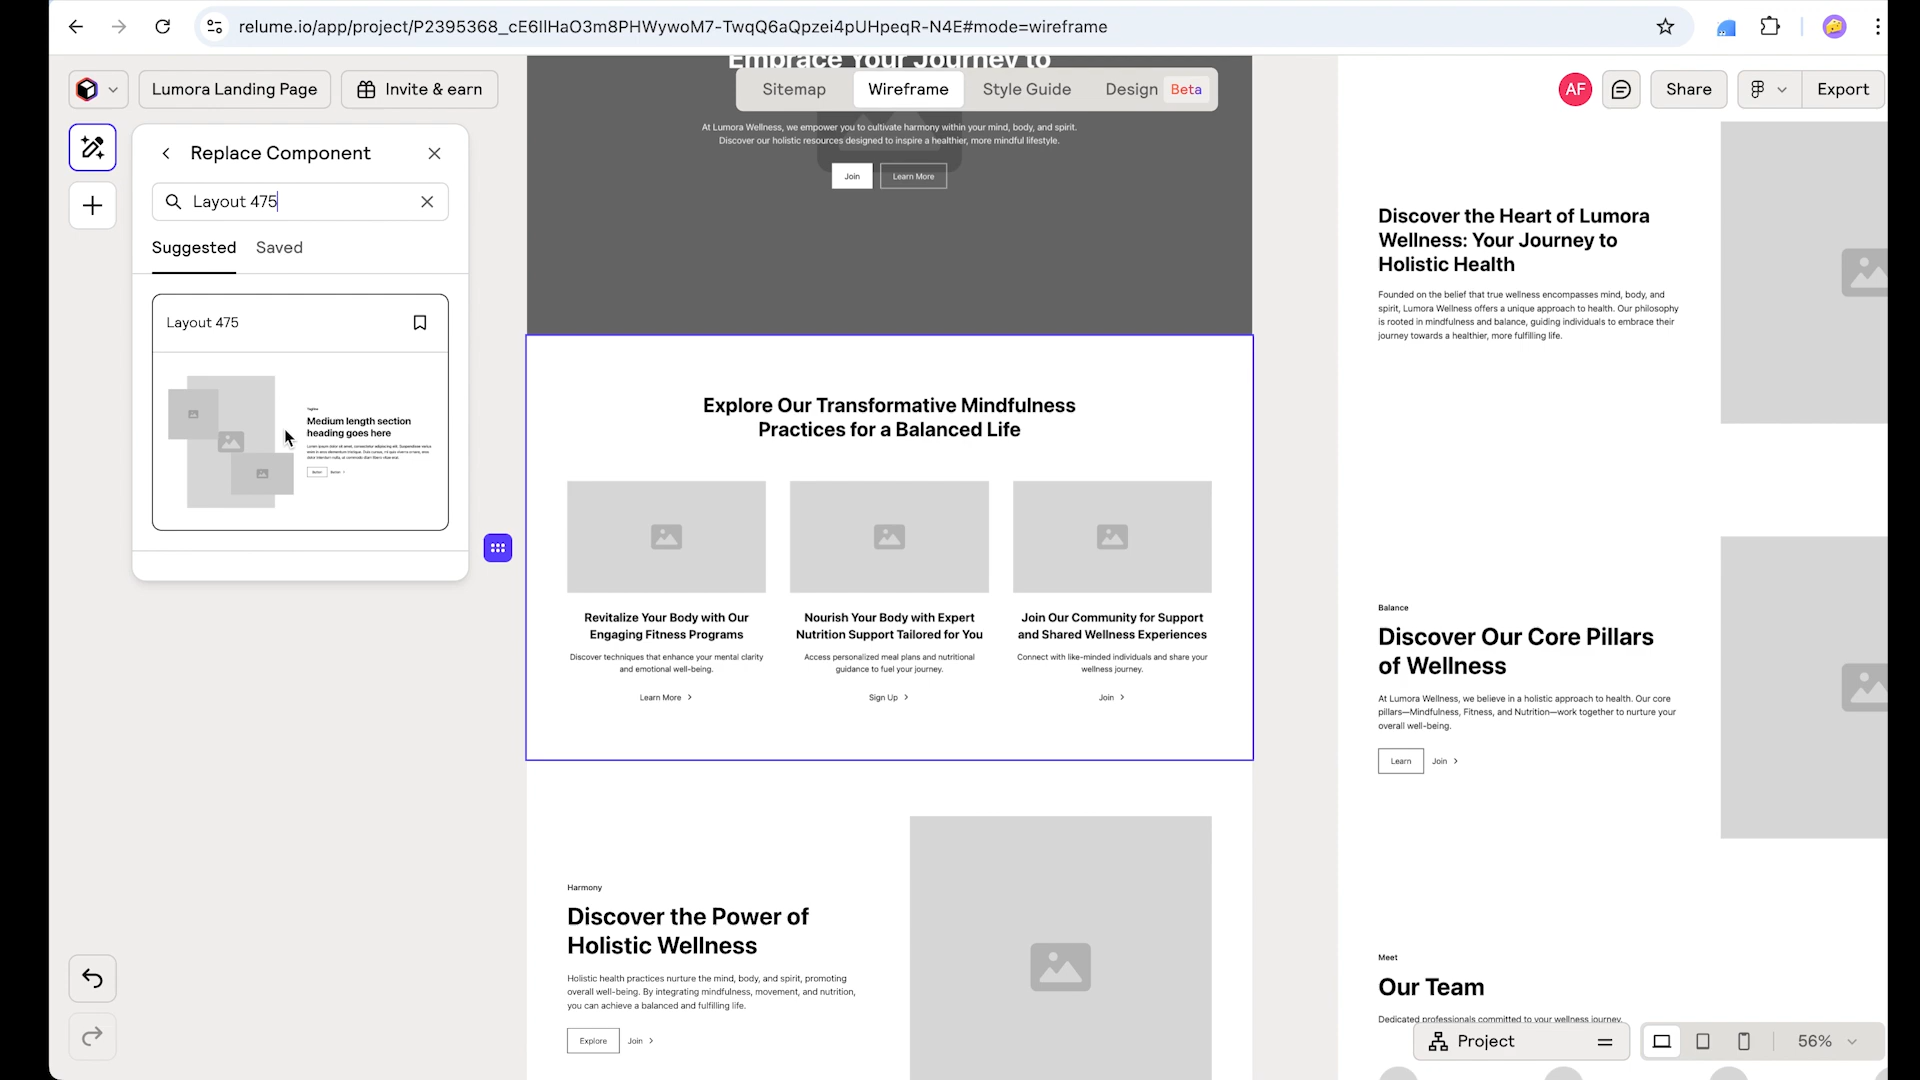 relume.io/app/project/P2395368_cE6IlHaO3m8PHWywoM7-TwqQ6aQpzei4pUHpeqR-N4E#mode=wireframe
Lumora Landing Page
Invite & earn
Sitemap
Wireframe
Style Guide
Design
Beta
AF
Share
Export
Replace Component
Layout 475
Suggested
Saved
Layout 475
Medium length section
heading goes here
Embrace Your Journey to
At Lumora Wellness, we empower you to cultivate harmony within your mind, body, and spirit.
Discover our holistic resources designed to inspire a healthier, more mindful lifestyle.
Join
Learn More
Explore Our Transformative Mindfulness
Practices for a Balanced Life
Revitalize Your Body with Our
Engaging Fitness Programs
Discover techniques that enhance your mental clarity
and emotional well-being.
Learn More
Nourish Your Body with Expert
Nutrition Support Tailored for You
Access personalized meal plans and nutritional
guidance to fuel your journey.
Sign Up
Join Our Community for Support
and Shared Wellness Experiences
Connect with like-minded individuals and share your
wellness journey.
Join
Harmony
Discover the Power of
Holistic Wellness
Holistic health practices nurture the mind, body, and spirit, promoting
overall well-being. By integrating mindfulness, movement, and nutrition,
you can achieve a balanced and fulfilling life.
Explore
Join
Discover the Heart of Lumora
Wellness: Your Journey to
Holistic Health
Founded on the belief that true wellness encompasses mind, body, and
spirit, Lumora Wellness offers a unique approach to health. Our philosophy
is rooted in mindfulness and balance, guiding individuals to embrace their
journey towards a healthier, more fulfilling life.
Balance
Discover Our Core Pillars
of Wellness
At Lumora Wellness, we believe in a holistic approach to health. Our core
pillars—Mindfulness, Fitness, and Nutrition—work together to nurture your
overall well-being.
Learn
Join
Meet
Our Team
Dedicated professionals committed to your wellness journey.
Project
56%